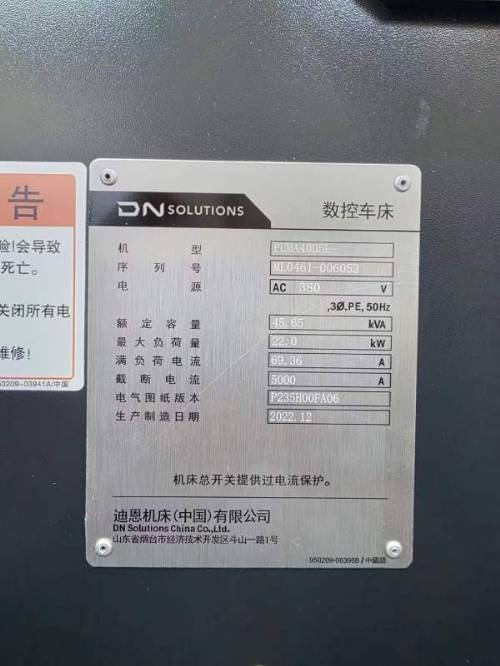 告
险!会导致
死亡。
关闭所有电
维修!
950209-03941A/中国
DN SOLUTIONS 数控车床
机型 PUMA4005L
序列号 ML0461-006053
电源 AC 380 V
,3Ø.PE, 50Hz
额定容量 45.65 kVA
最大负荷量 22.0 kW
满负荷电流 69.36 A
截断电流 5000 A
电气图纸版本 P235H00FA06
生产制造日期 2022.12
机床总开关提供过电流保护。
迪恩机床(中国)有限公司
DN Solutions China Co.,Ltd.
山东省烟台市经济技术开发区斗山一路1号